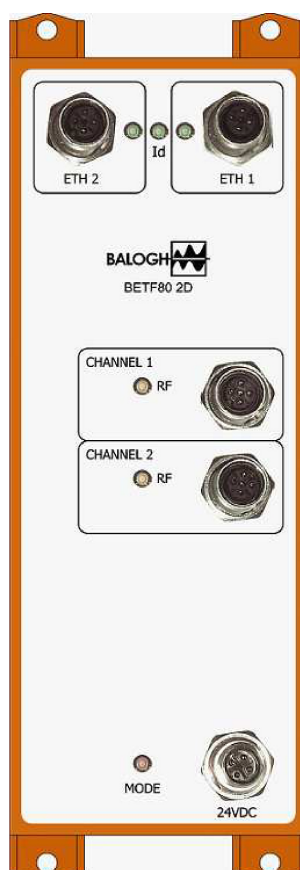 ETH 2
Id
ETH 1
BALOGH
BETF80 2D
CHANNEL 1
RF
CHANNEL 2
RF
MODE
24VDC